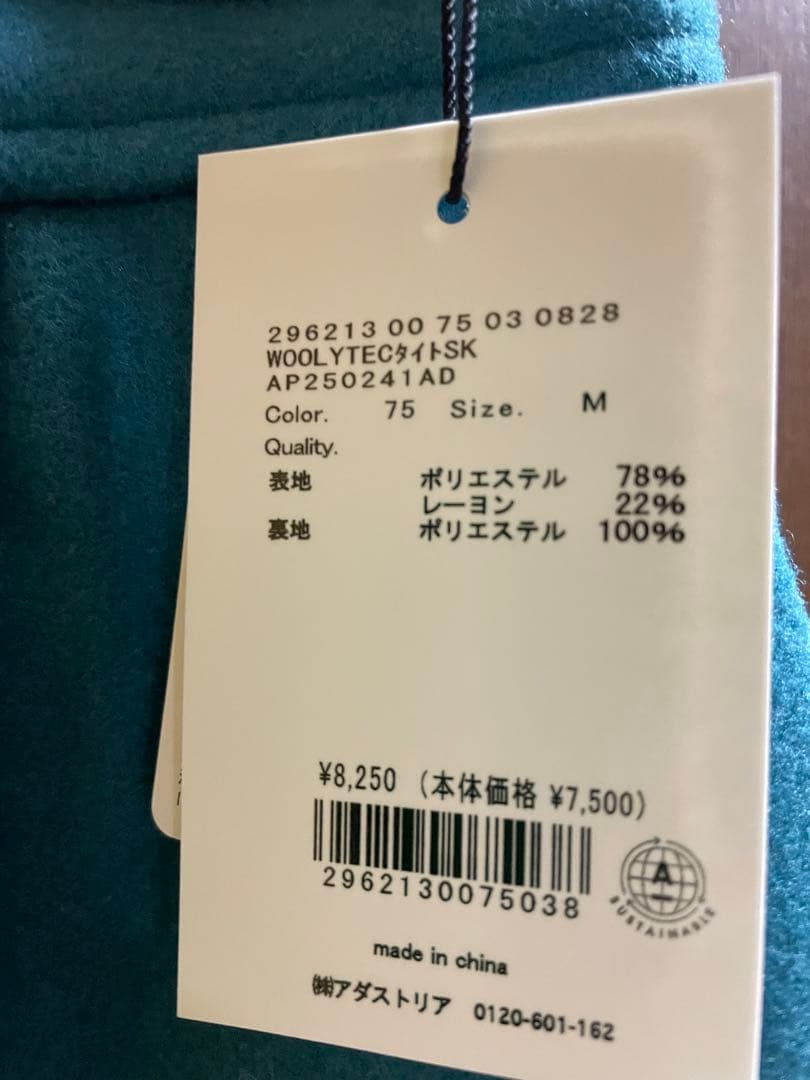 296213 00 75 03 0828
WOOLYTECタイトSK
AP250241AD
Color. 75 Size. M
Quality.
表地 ポリエステル 78%
レーヨン 22%
裏地 ポリエステル 100%
¥8,250 (本体価格 ¥7,500)
2962130075038
A
SUSTAINABLE
made in china
㈱アダストリア 0120-601-162